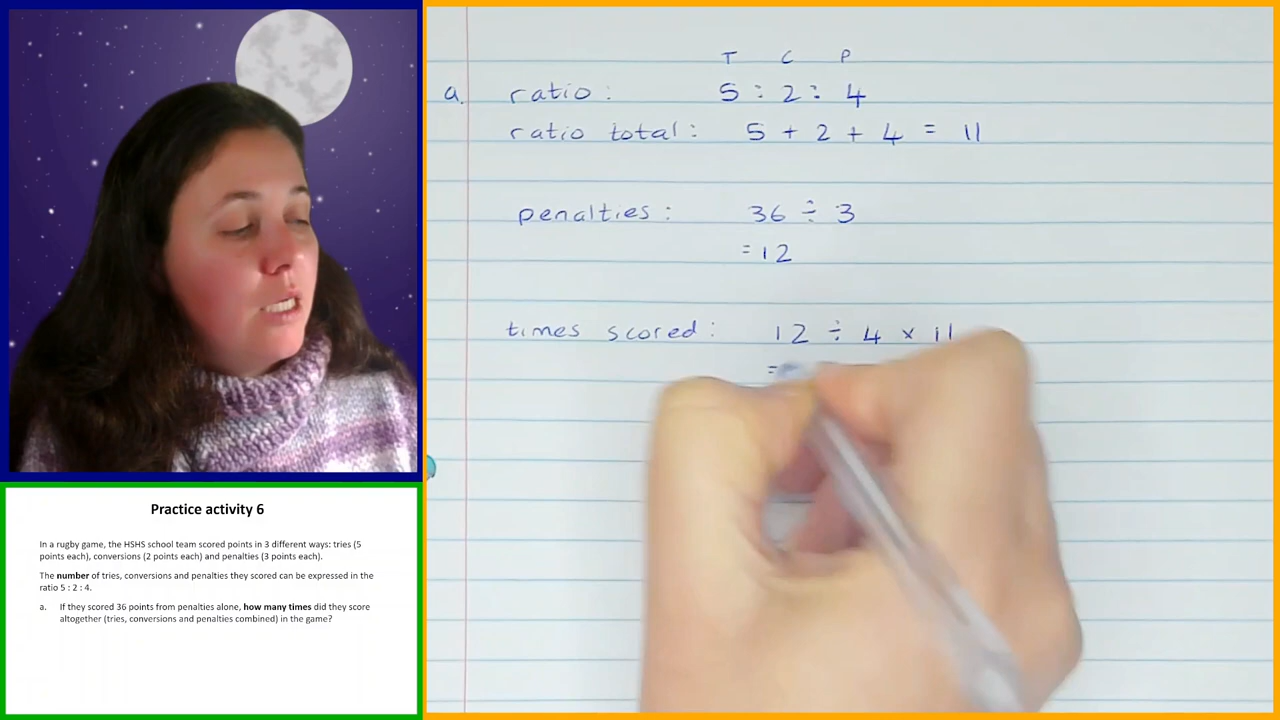 T C P
a. ratio: 5 : 2 : 4
ratio total: 5 + 2 + 4 = 11
penalties: 36 ÷ 3
= 12
times scored: 12 ÷ 4 × 11
=
Practice activity 6
In a rugby game, the HSHS school team scored points in 3 different ways: tries (5
points each), conversions (2 points each) and penalties (3 points each).
The number of tries, conversions and penalties they scored can be expressed in the
ratio 5 : 2 : 4.
a. If they scored 36 points from penalties alone, how many times did they score
altogether (tries, conversions and penalties combined) in the game?